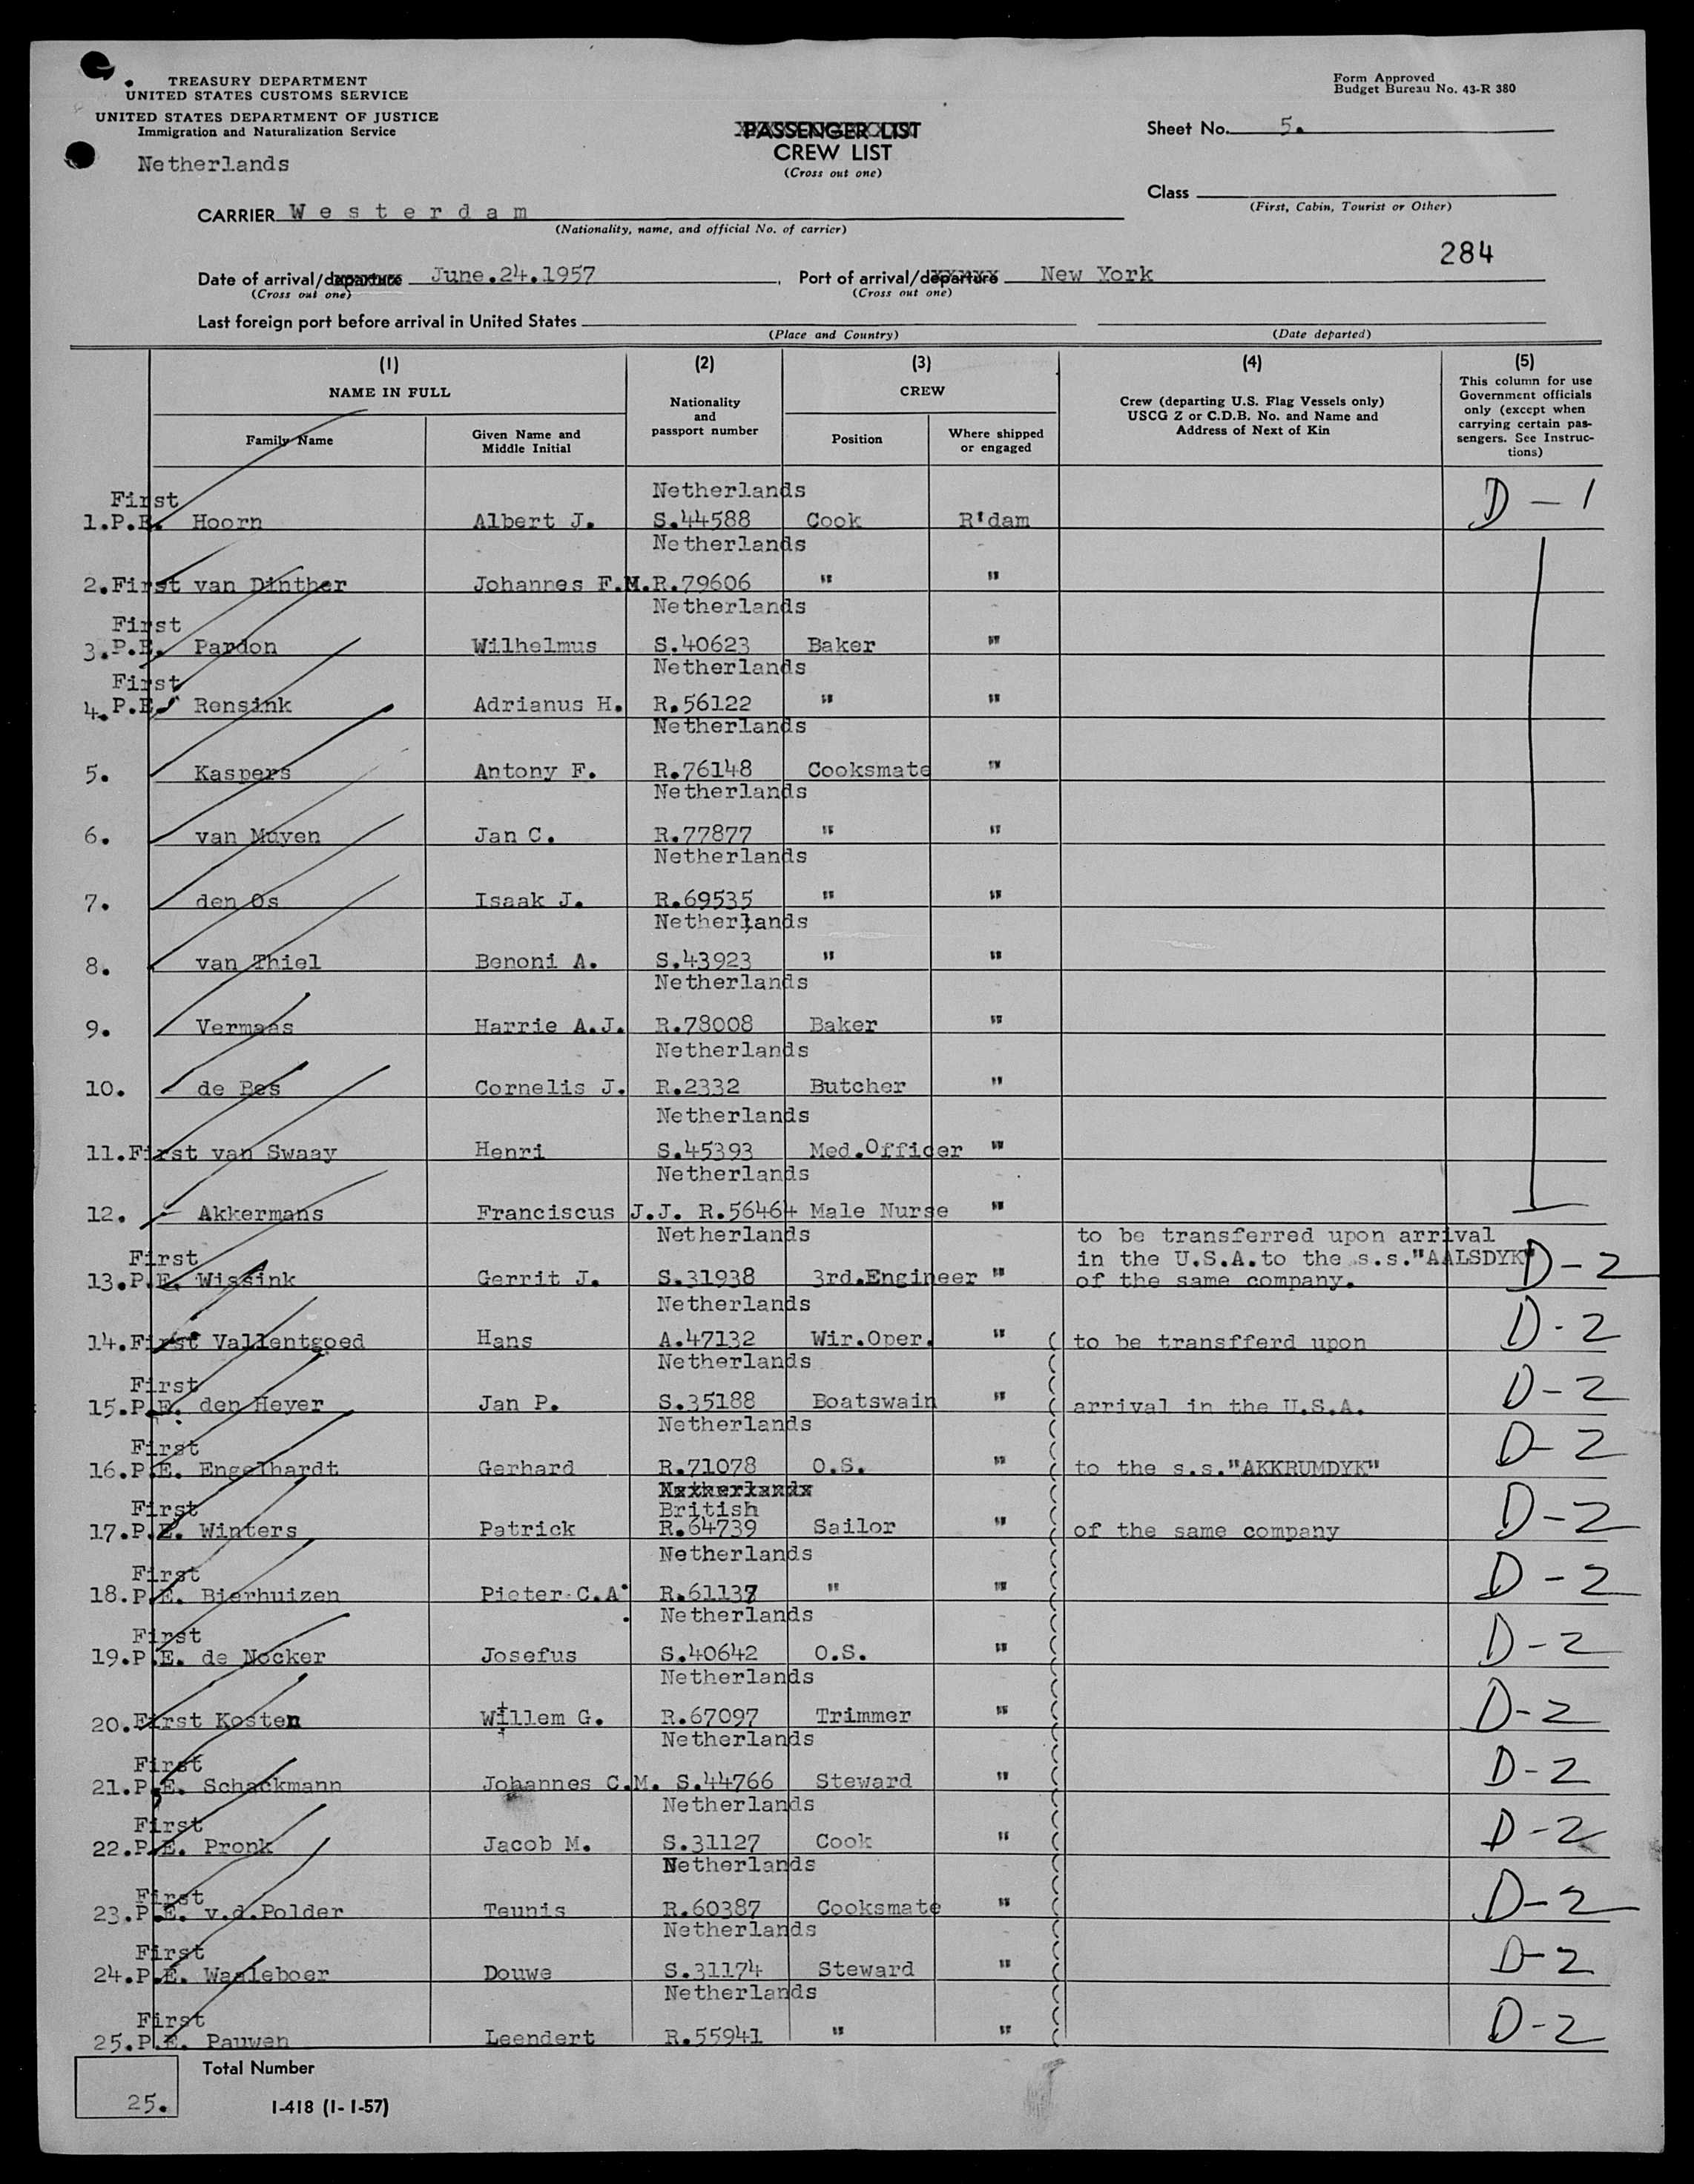 TREASURY DEPARTMENT
UNITED STATES CUSTOMS SERVICE
UNITED STATES DEPARTMENT OF JUSTICE
Immigration and Naturalization Service
Netherlands
PASSENGER LIST
CREW LIST
(Cross out one)
Form Approved
Budget Bureau No. 43-R 380
Sheet No. 5.
Class
(First, Cabin, Tourist or Other)
CARRIER Westerdam
(Nationality, name, and official No. of carrier)
284
Date of arrival/departure June.24.1957. Port of arrival/departure New York
(Cross out one) (Cross out one)
Last foreign port before arrival in United States
(Place and Country) (Date departed)
(1) (2) (3) (4) (5)
NAME IN FULL
Family Name
Given Name and Middle Initial
Nationality and passport number
CREW
Position
Where shipped or engaged
Crew (departing U.S. Flag Vessels only)
USCG Z or C.D.B. No. and Name and
Address of Next of Kin
This column for use
Government officials
only (except when
carrying certain pas-
sengers. See Instruc-
tions)
First Netherlands
1.P.E. Hoorn Albert J. S.44588 Cook R'dam D-1
Netherlands
2.First van Dinther Johannes F.M. R.79606 " "
Netherlands
First
3.P.E. Pardon Wilhelmus S.40623 Baker "
Netherlands
First
4.P.E. Rensink Adrianus H. R.56122 " "
Netherlands
5. Kaspers Antony F. R.76148 Cooksmate "
Netherlands
6. van Muyen Jan C. R.77877 " "
Netherlands
7. den Os Isaak J. R.69535 " "
Netherlands
8. van Thiel Benoni A. S.43923 " "
Netherlands
9. Vermaas Harrie A.J. R.78008 Baker "
Netherlands
10. de Bes Cornelis J. R.2332 Butcher "
Netherlands
11.First van Swaay Henri S.45393 Med.Officer "
Netherlands
12. Akkermans Franciscus J.J. R.56464 Male Nurse "
Netherlands to be transferred upon arrival
First in the U.S.A.to the s.s."AALSDYK"
13.P.E. Wissink Gerrit J. S.31938 3rd.Engineer " of the same company. D-2
Netherlands
14.First Vallentgoed Hans A.47132 Wir.Oper. " to be transfferd upon D-2
Netherlands
First
15.P.E. den Heyer Jan P. S.35188 Boatswain " arrival in the U.S.A. D-2
Netherlands
First
16.P.E. Engelhardt Gerhard R.71078 O.S. " to the s.s."AKKRUMDYK" D-2
Netherlands
First British
17.P.E. Winters Patrick R.64739 Sailor " of the same company D-2
Netherlands
First
18.P.E. Bierhuizen Pieter C.A. R.61137 " " D-2
Netherlands
First
19.P.E. de Nocker Josefus S.40642 O.S. " D-2
Netherlands
20.First Kosten Willem G. R.67097 Trimmer " D-2
Netherlands
First
21.P.E. Schackmann Johannes C.M. S.44766 Steward " D-2
Netherlands
First
22.P.E. Pronk Jacob M. S.31127 Cook " D-2
Netherlands
First
23.P.E. v.d.Polder Teunis R.60387 Cooksmate " D-2
Netherlands
First
24.P.E. Waaleboer Douwe S.31174 Steward " D-2
Netherlands
First
25.P.E. Pauwen Leendert R.55941 " " D-2
Total Number
25.
I-418 (1-1-57)